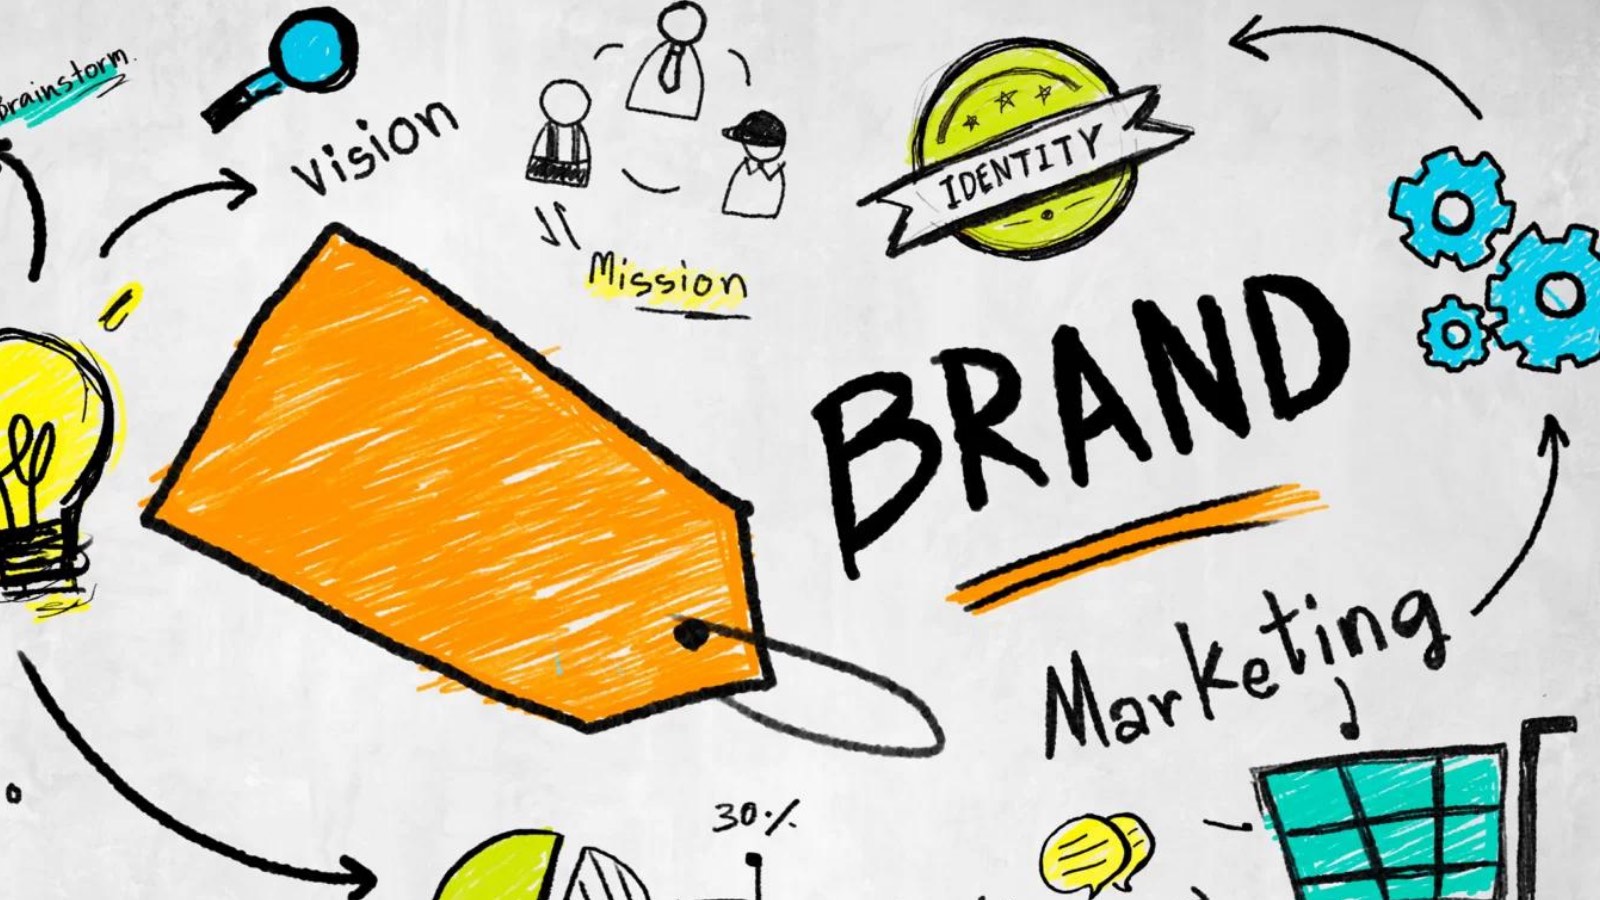 Brainstorm.
Vision
Mission
IDENTITY
BRAND
Marketing
30%